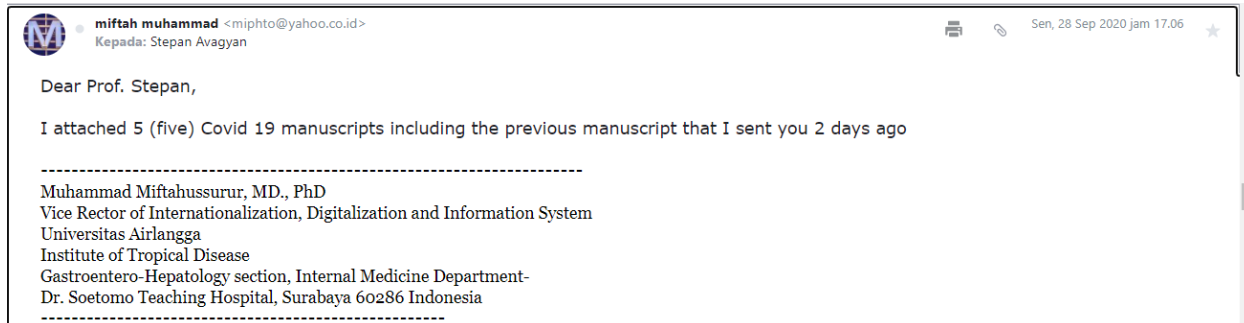 miftah muhammad <miphto@yahoo.co.id>
Sen, 28 Sep 2020 jam 17.06
Kepada: Stepan Avagyan
Dear Prof. Stepan,
I attached 5 (five) Covid 19 manuscripts including the previous manuscript that I sent you 2 days ago
------------------------------------------------------------------------
Muhammad Miftahussurur, MD., PhD
Vice Rector of Internationalization, Digitalization and Information System
Universitas Airlangga
Institute of Tropical Disease
Gastroentero-Hepatology section, Internal Medicine Department-
Dr. Soetomo Teaching Hospital, Surabaya 60286 Indonesia
------------------------------------------------------